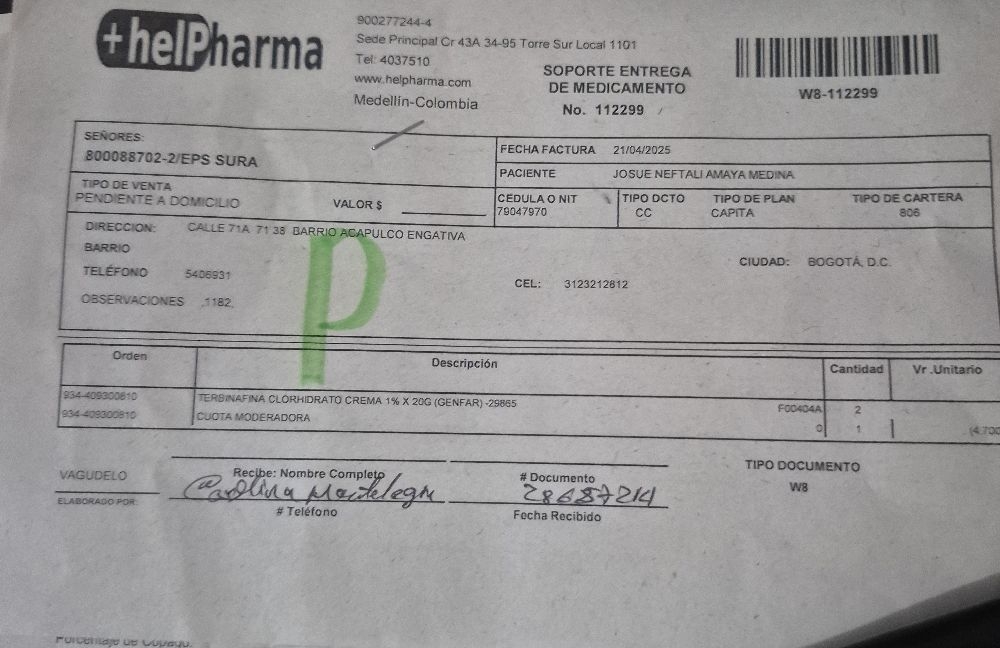 +helPharma
900277244-4
Sede Principal Cr 43A 34-95 Torre Sur Local 1101
Tel: 4037510
www.helpharma.com
Medellín-Colombia
SOPORTE ENTREGA
DE MEDICAMENTO
No. 112299
W8-112299
SEÑORES:
800088702-2/EPS SURA
FECHA FACTURA 21/04/2025
PACIENTE JOSUE NEFTALI AMAYA MEDINA
TIPO DE VENTA
PENDIENTE A DOMICILIO
VALOR $
CEDULA O NIT
79047970
TIPO DCTO
CC
TIPO DE PLAN
CAPITA
TIPO DE CARTERA
806
DIRECCION: CALLE 71A 71 38 BARRIO ACAPULCO ENGATIVA
BARRIO
CIUDAD: BOGOTÁ, D.C.
TELÉFONO 5406931
CEL: 3123212612
OBSERVACIONES .1182.
P
Orden Descripción Cantidad Vr .Unitario
934-409300810 TERBINAFINA CLORHIDRATO CREMA 1% X 20G (GENFAR) -29865 F00404A 2
934-409300810 CUOTA MODERADORA 0 1 (4.700
VAGUDELO
ELABORADO POR:
Recibe: Nombre Completo
Carolina
# Teléfono
# Documento
28687214
Fecha Recibido
TIPO DOCUMENTO
W8
Porcentaje de Copago: